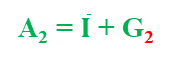 A₂ = Ī + G₂